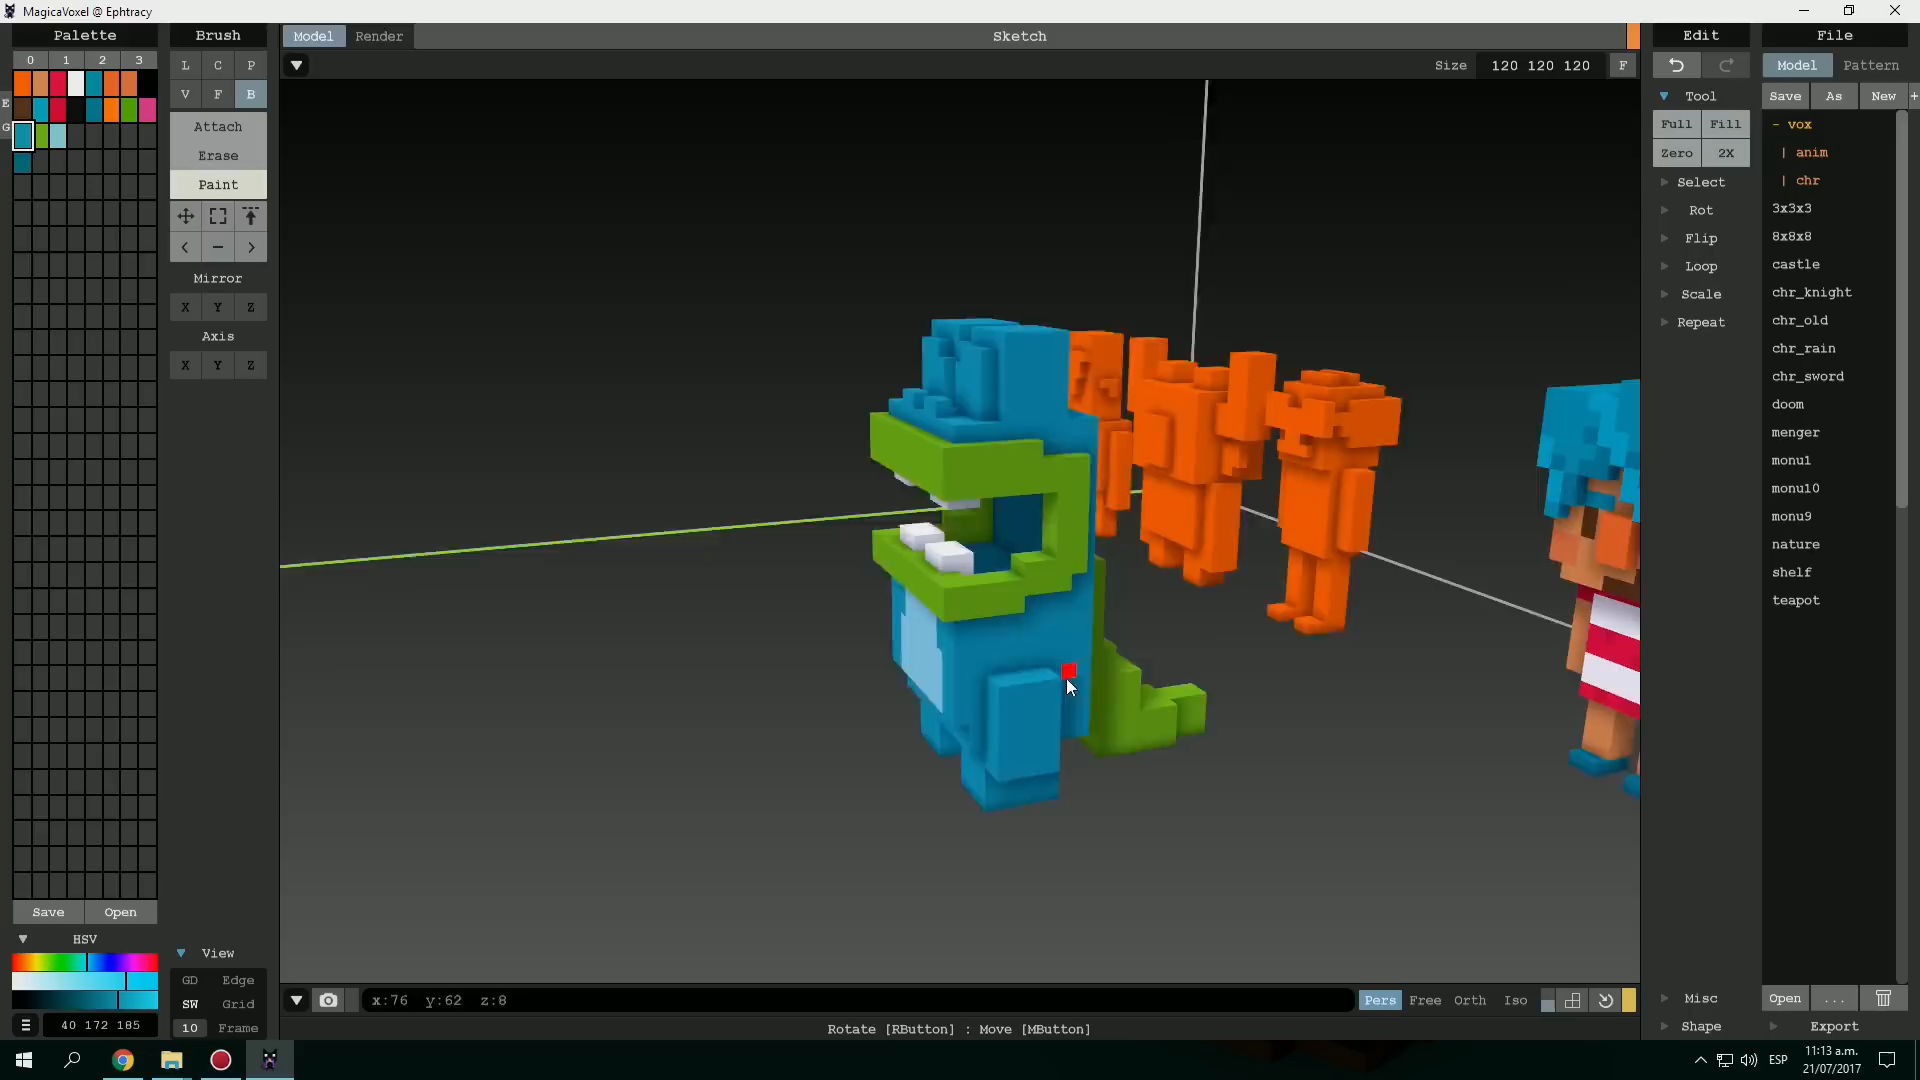 MagicaVoxel @ Ephtracy
Palette
Brush
Model Render
Sketch
Edit
File
0 1 2 3
L C P
Size 120 120 120 F
Model Pattern
V F B
Tool
Save As New +
E
G
Attach
Full Fill
- vox
Erase
Zero 2X
| anim
Paint
Select
| chr
Rot
3x3x3
< - >
Flip
8x8x8
Mirror
Loop
castle
X Y Z
Scale
chr_knight
Axis
Repeat
chr_old
X Y Z
chr_rain
chr_sword
doom
menger
monu1
monu10
monu9
nature
shelf
teapot
Save Open
HSV
View
GD Edge
SW Grid
10 Frame
40 172 185
x:76 y:62 z:8
Pers Free Orth Iso
Misc
Open ...
Rotate [RButton] : Move [MButton]
Shape
Export
ESP
11:13 a.m.
21/07/2017